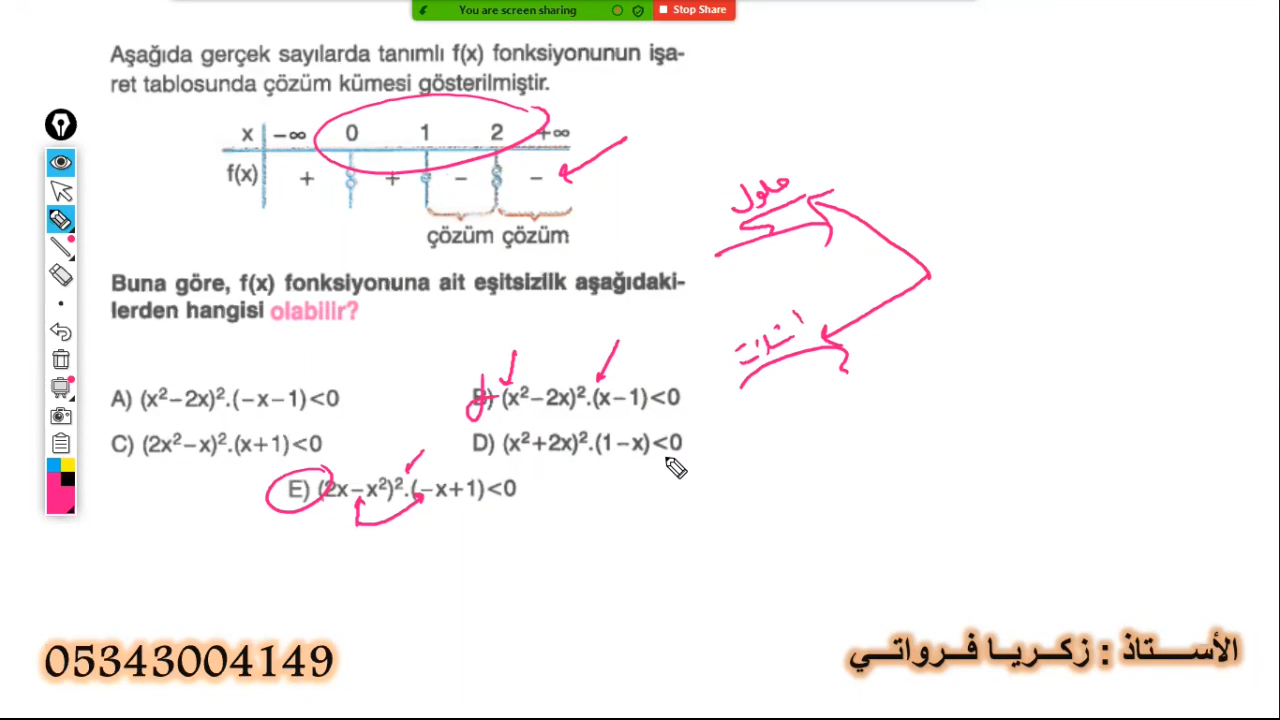 You are screen sharing
Stop Share
Aşağıda gerçek sayılarda tanımlı f(x) fonksiyonunun işa-
ret tablosunda çözüm kümesi gösterilmiştir.
x −∞ 0 1 2 +∞
f(x) + + − −
çözüm çözüm
حلول
Buna göre, f(x) fonksiyonuna ait eşitsizlik aşağıdaki-
lerden hangisi olabilir?
A) (x²−2x)².(−x−1)<0
B) (x²−2x)².(x−1)<0
C) (2x²−x)².(x+1)<0
D) (x²+2x)².(1−x)<0
E) (2x−x²)².(−x+1)<0
05343004149
الأستاذ : زكريا فرواتي